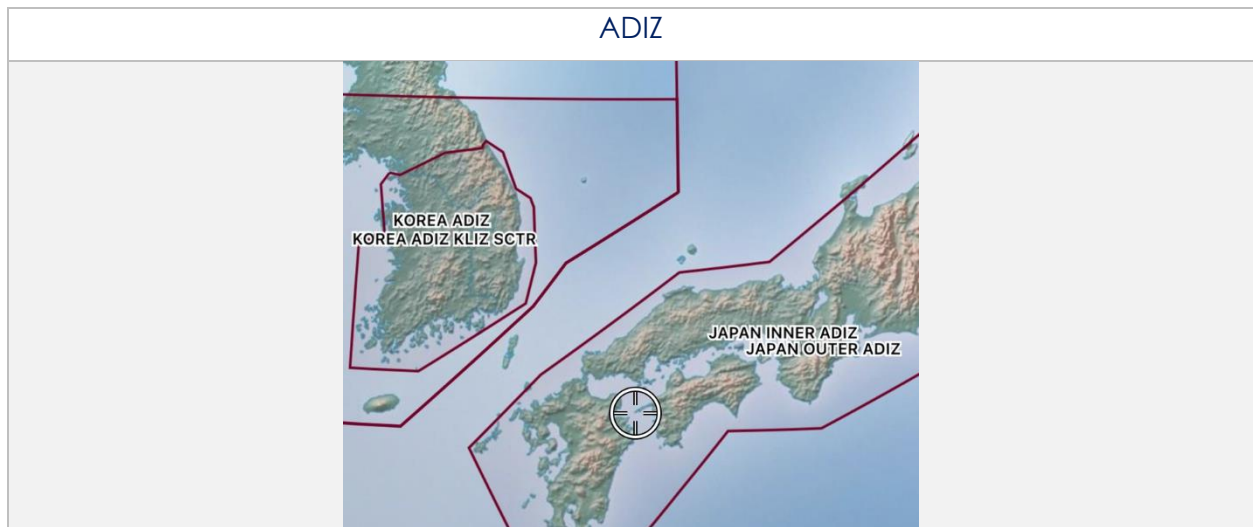 ADIZ
KOREA ADIZ
KOREA ADIZ KLIZ SCTR
JAPAN INNER ADIZ
JAPAN OUTER ADIZ